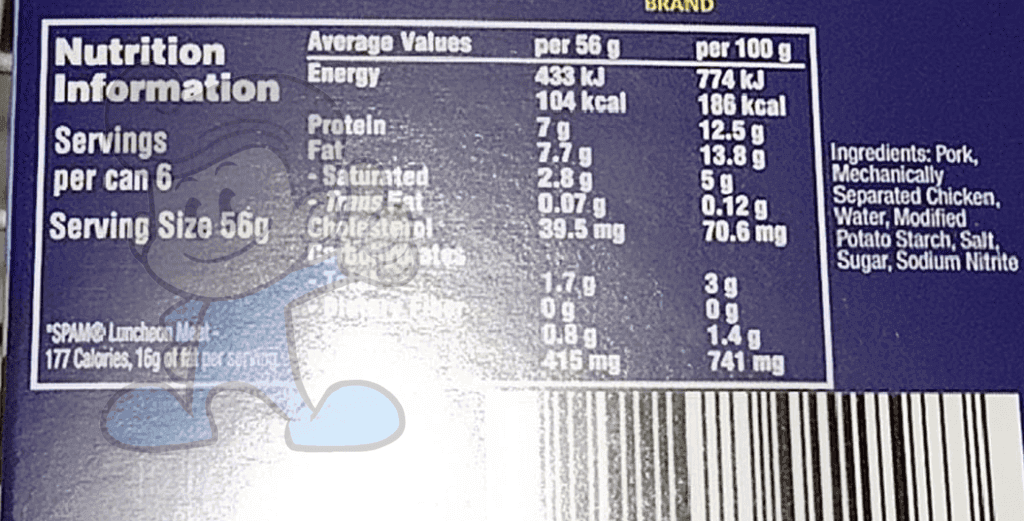 BRAND
Nutrition
Information
Servings
per can 6
Serving Size 56g
*SPAM® Luncheon Meat -
177 Calories, 16g of fat per serving
Average Values per 56 g per 100 g
Energy 433 kJ 774 kJ
104 kcal 186 kcal
Protein 7 g 12.5 g
Fat 7.7 g 13.8 g
- Saturated 2.8 g 5 g
- Trans Fat 0.07 g 0.12 g
Cholesterol 39.5 mg 70.6 mg
Carbohydrates
1.7 g 3 g
- Dietary Fiber 0 g 0 g
0.8 g 1.4 g
415 mg 741 mg
Ingredients: Pork,
Mechanically
Separated Chicken,
Water, Modified
Potato Starch, Salt,
Sugar, Sodium Nitrite